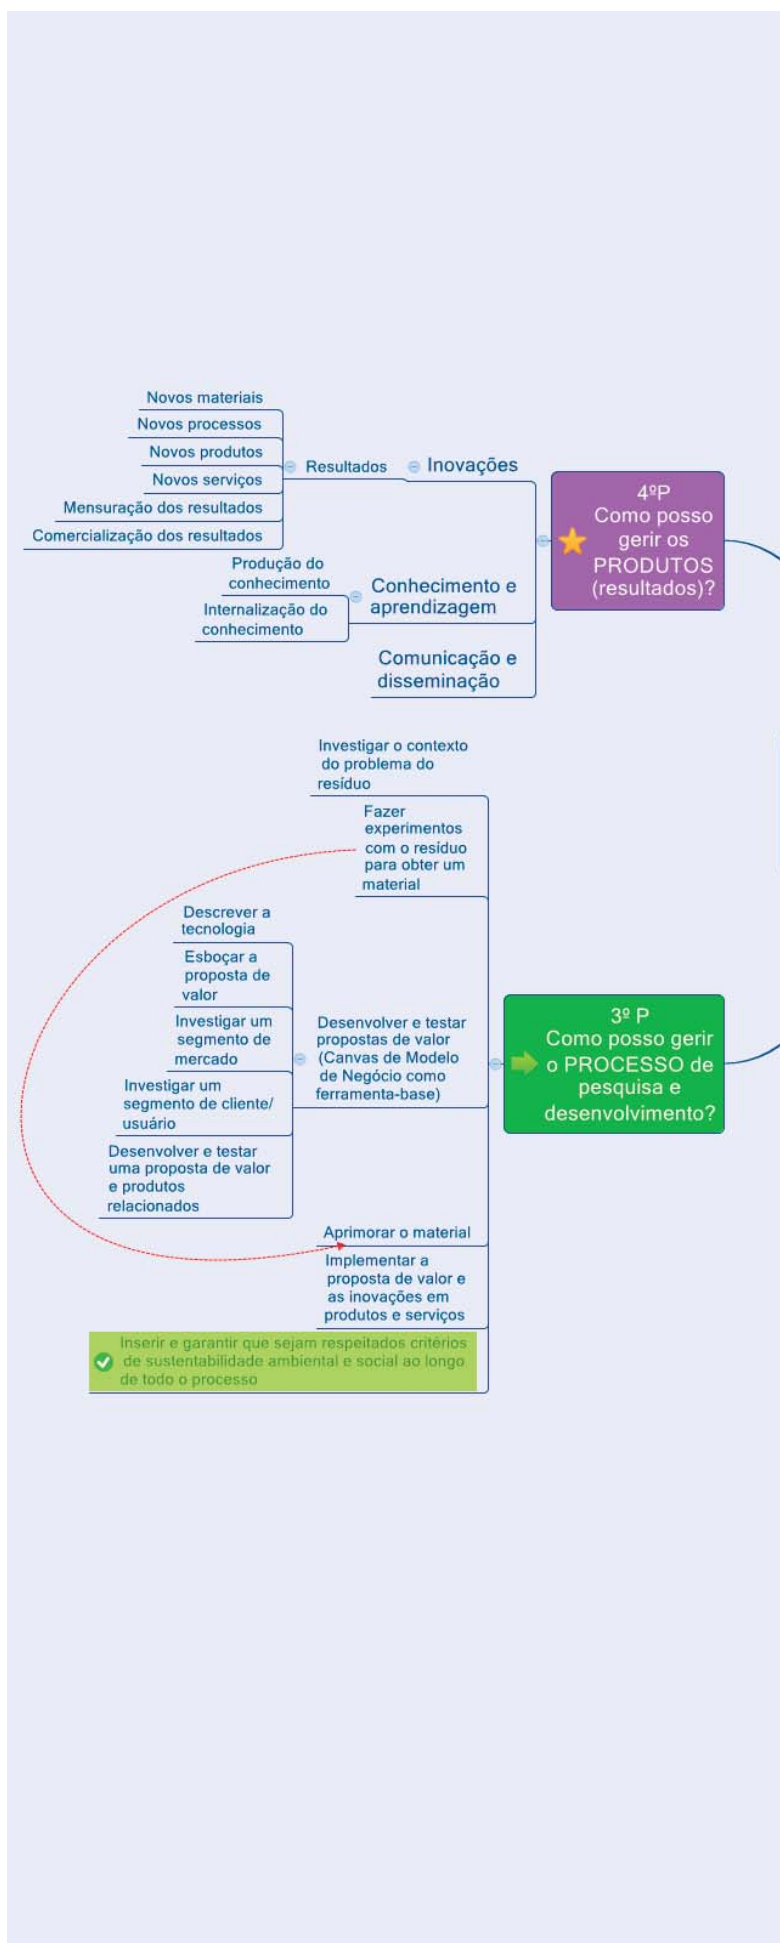 Novos materiais
Novos processos
Novos produtos
Novos serviços
Mensuração dos resultados
Comercialização dos resultados
Resultados
Inovações
Produção do
conhecimento
Internalização do
conhecimento
Conhecimento e
aprendizagem
Comunicação e
disseminação
4ºP
Como posso
gerir os
PRODUTOS
(resultados)?
Investigar o contexto
do problema do
resíduo
Fazer
experimentos
com o resíduo
para obter um
material
Descrever a
tecnologia
Esboçar a
proposta de
valor
Investigar um
segmento de
mercado
Investigar um
segmento de cliente/
usuário
Desenvolver e testar
uma proposta de valor
e produtos
relacionados
Desenvolver e testar
propostas de valor
(Canvas de Modelo
de Negócio como
ferramenta-base)
3º P
Como posso gerir
o PROCESSO de
pesquisa e
desenvolvimento?
Aprimorar o material
Implementar a
proposta de valor e
as inovações em
produtos e serviços
Inserir e garantir que sejam respeitados critérios
de sustentabilidade ambiental e social ao longo
de todo o processo